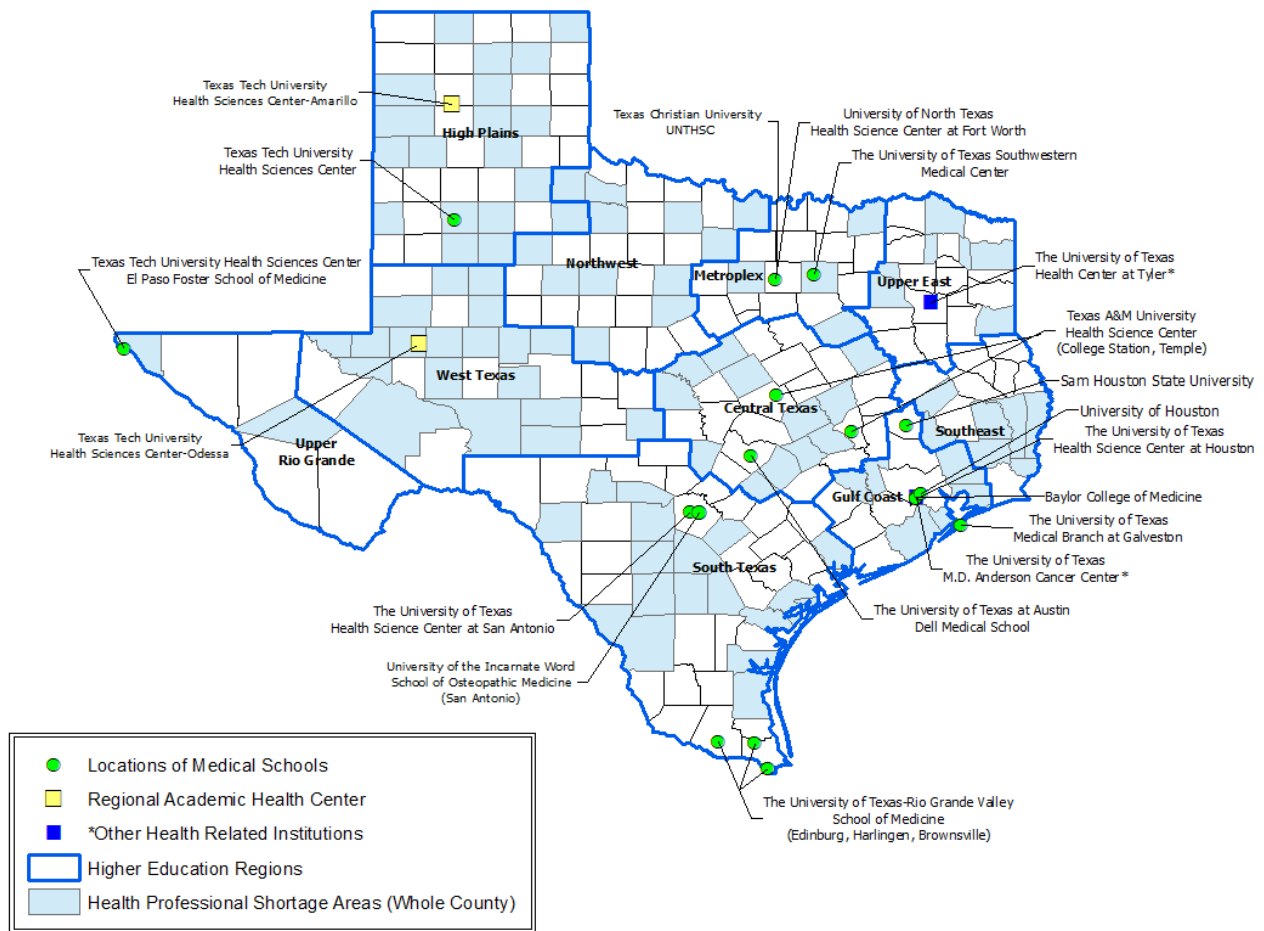 Texas Tech University
Health Sciences Center-Amarillo
High Plains
Texas Tech University
Health Sciences Center
Texas Christian University
UNTHSC
University of North Texas
Health Science Center at Fort Worth
The University of Texas Southwestern
Medical Center
Texas Tech University Health Sciences Center
El Paso Foster School of Medicine
Northwest
Metroplex
Upper East
The University of Texas
Health Center at Tyler*
Texas A&M University
Health Science Center
(College Station, Temple)
West Texas
Central Texas
Sam Houston State University
University of Houston
Southeast
The University of Texas
Health Science Center at Houston
Texas Tech University
Health Sciences Center-Odessa
Upper
Rio Grande
Gulf Coast
Baylor College of Medicine
The University of Texas
Medical Branch at Galveston
South Texas
The University of Texas
M.D. Anderson Cancer Center*
The University of Texas
Health Science Center at San Antonio
The University of Texas at Austin
Dell Medical School
University of the Incarnate Word
School of Osteopathic Medicine
(San Antonio)
The University of Texas-Rio Grande Valley
School of Medicine
(Edinburg, Harlingen, Brownsville)
Locations of Medical Schools
Regional Academic Health Center
*Other Health Related Institutions
Higher Education Regions
Health Professional Shortage Areas (Whole County)